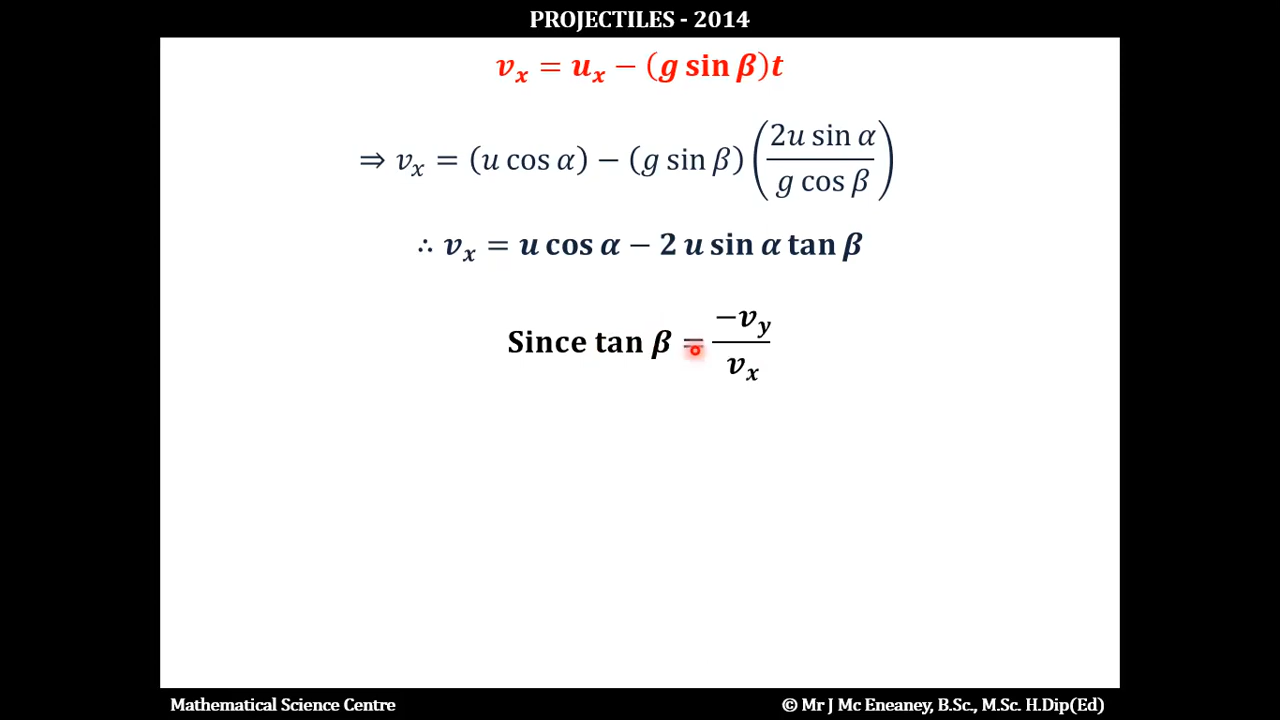 PROJECTILES - 2014
vₓ = uₓ − (g sin β)t
⇒ vₓ = (u cos α) − (g sin β) (2u sin α / g cos β)
∴ vₓ = u cos α − 2 u sin α tan β
Since tan β = −v_y / vₓ
Mathematical Science Centre
© Mr J Mc Eneaney, B.Sc., M.Sc. H.Dip(Ed)